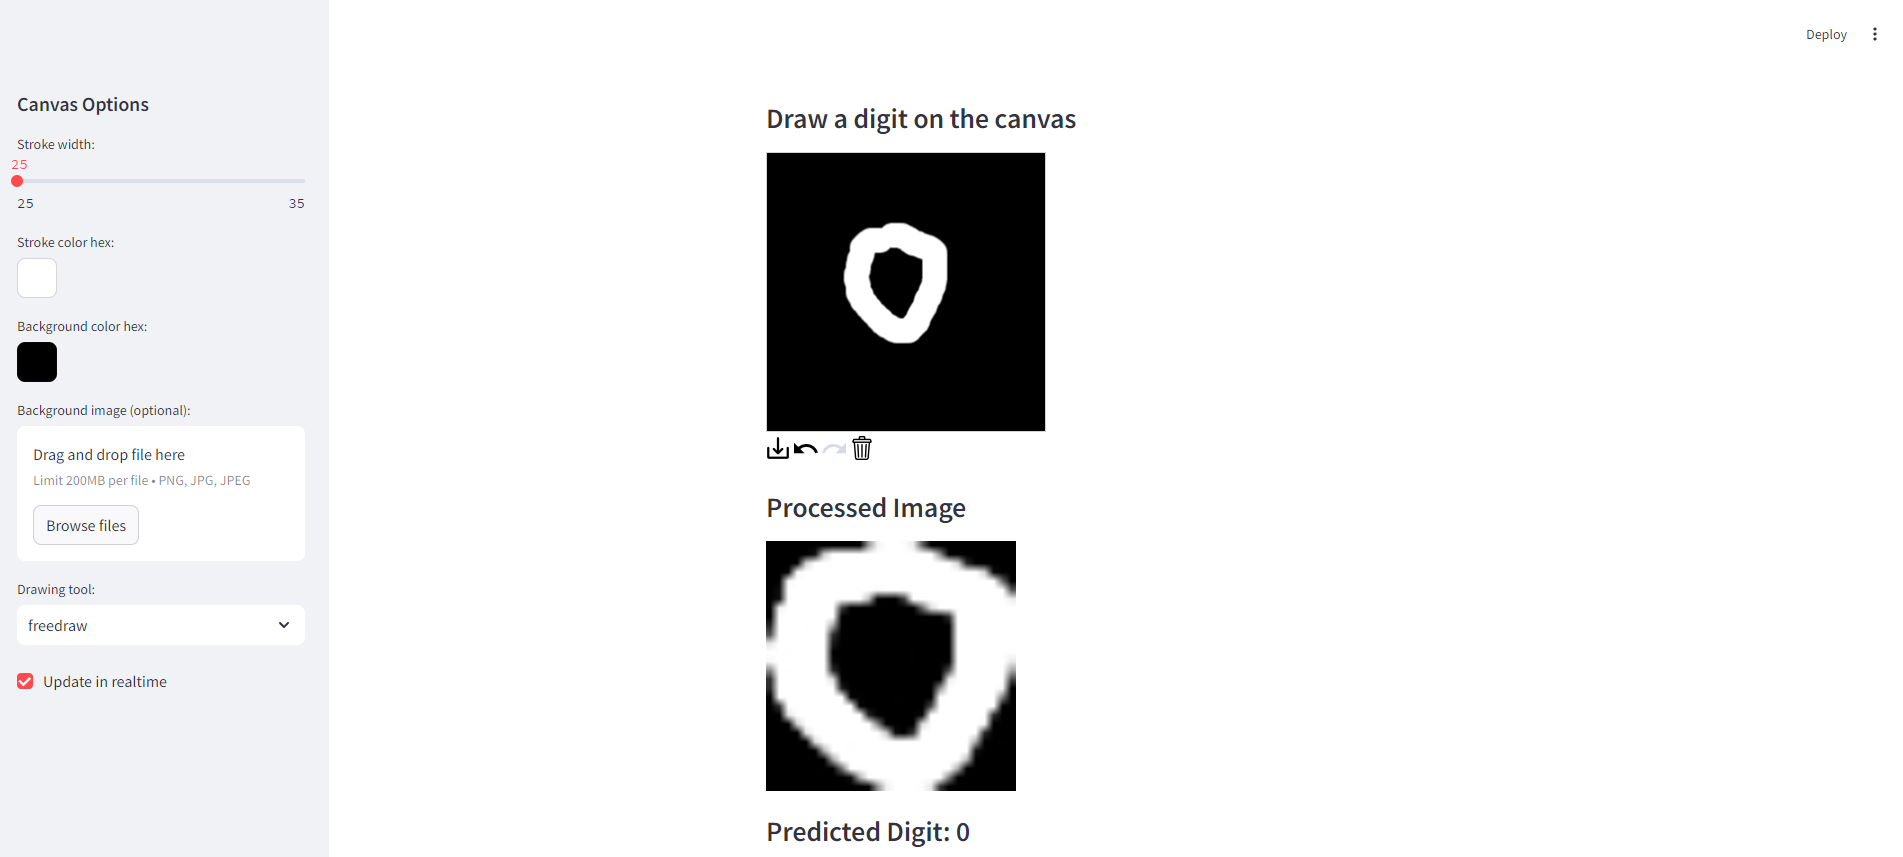 Deploy
Canvas Options
Stroke width:
25
25
35
Stroke color hex:
Background color hex:
Background image (optional):
Drag and drop file here
Limit 200MB per file • PNG, JPG, JPEG
Browse files
Drawing tool:
freedraw
Update in realtime
Draw a digit on the canvas
Processed Image
Predicted Digit: 0